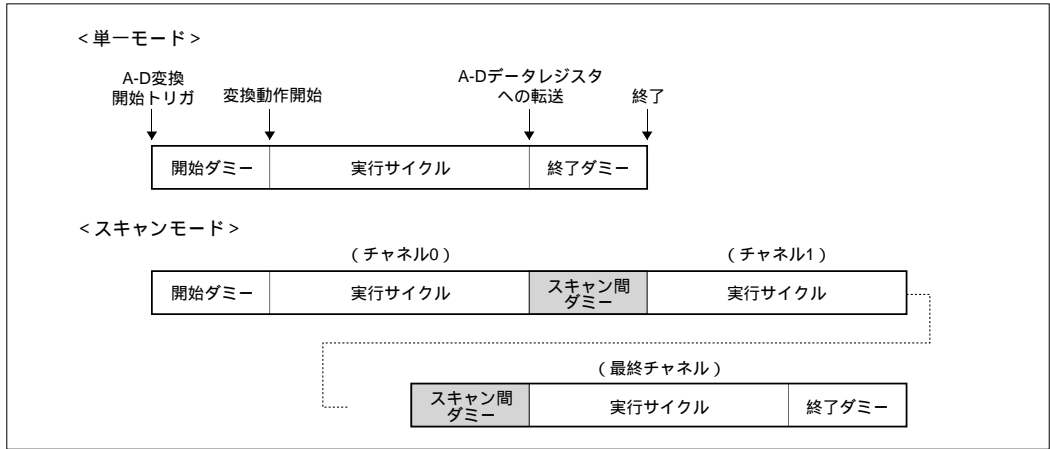 <単一モード>
A-D変換
開始トリガ
変換動作開始
A-Dデータレジスタ
への転送
終了
開始ダミー
実行サイクル
終了ダミー
<スキャンモード>
(チャネル0)
(チャネル1)
開始ダミー
実行サイクル
スキャン間
ダミー
実行サイクル
(最終チャネル)
スキャン間
ダミー
実行サイクル
終了ダミー